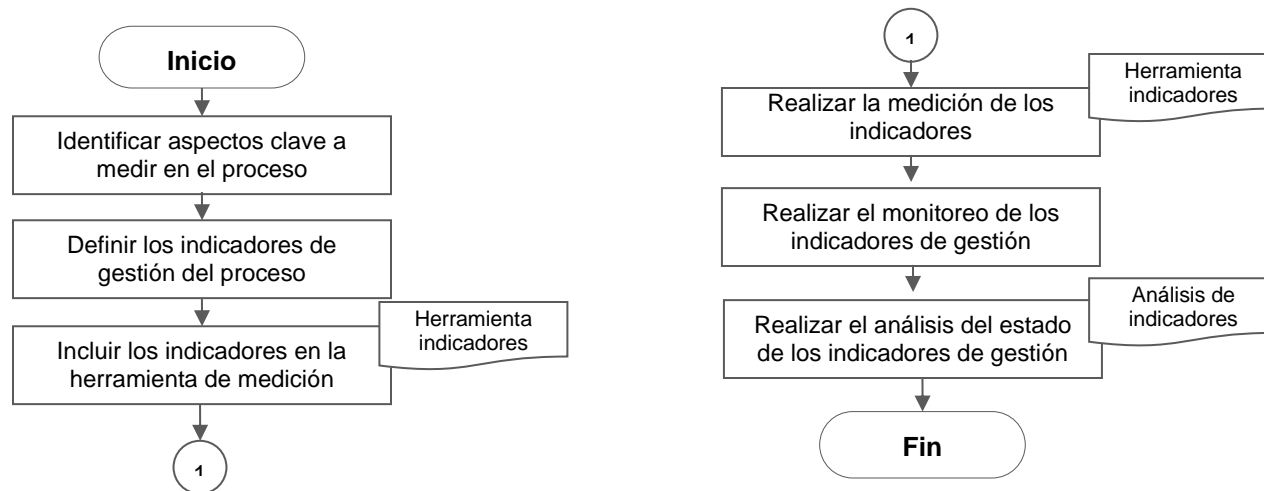 Inicio
Identificar aspectos clave a
medir en el proceso
Definir los indicadores de
gestión del proceso
Incluir los indicadores en la
herramienta de medición
Herramienta
indicadores
1
1
Realizar la medición de los
indicadores
Herramienta
indicadores
Realizar el monitoreo de los
indicadores de gestión
Realizar el análisis del estado
de los indicadores de gestión
Análisis de
indicadores
Fin